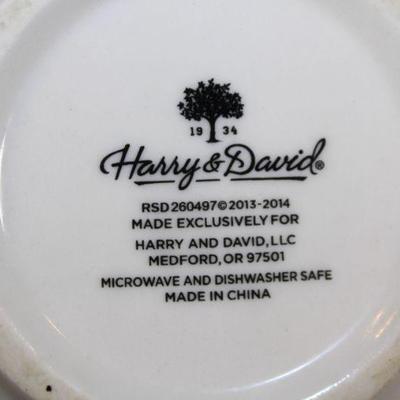 19 34
Harry & David®
RSD 260497 © 2013-2014
MADE EXCLUSIVELY FOR
HARRY AND DAVID, LLC
MEDFORD, OR 97501
MICROWAVE AND DISHWASHER SAFE
MADE IN CHINA